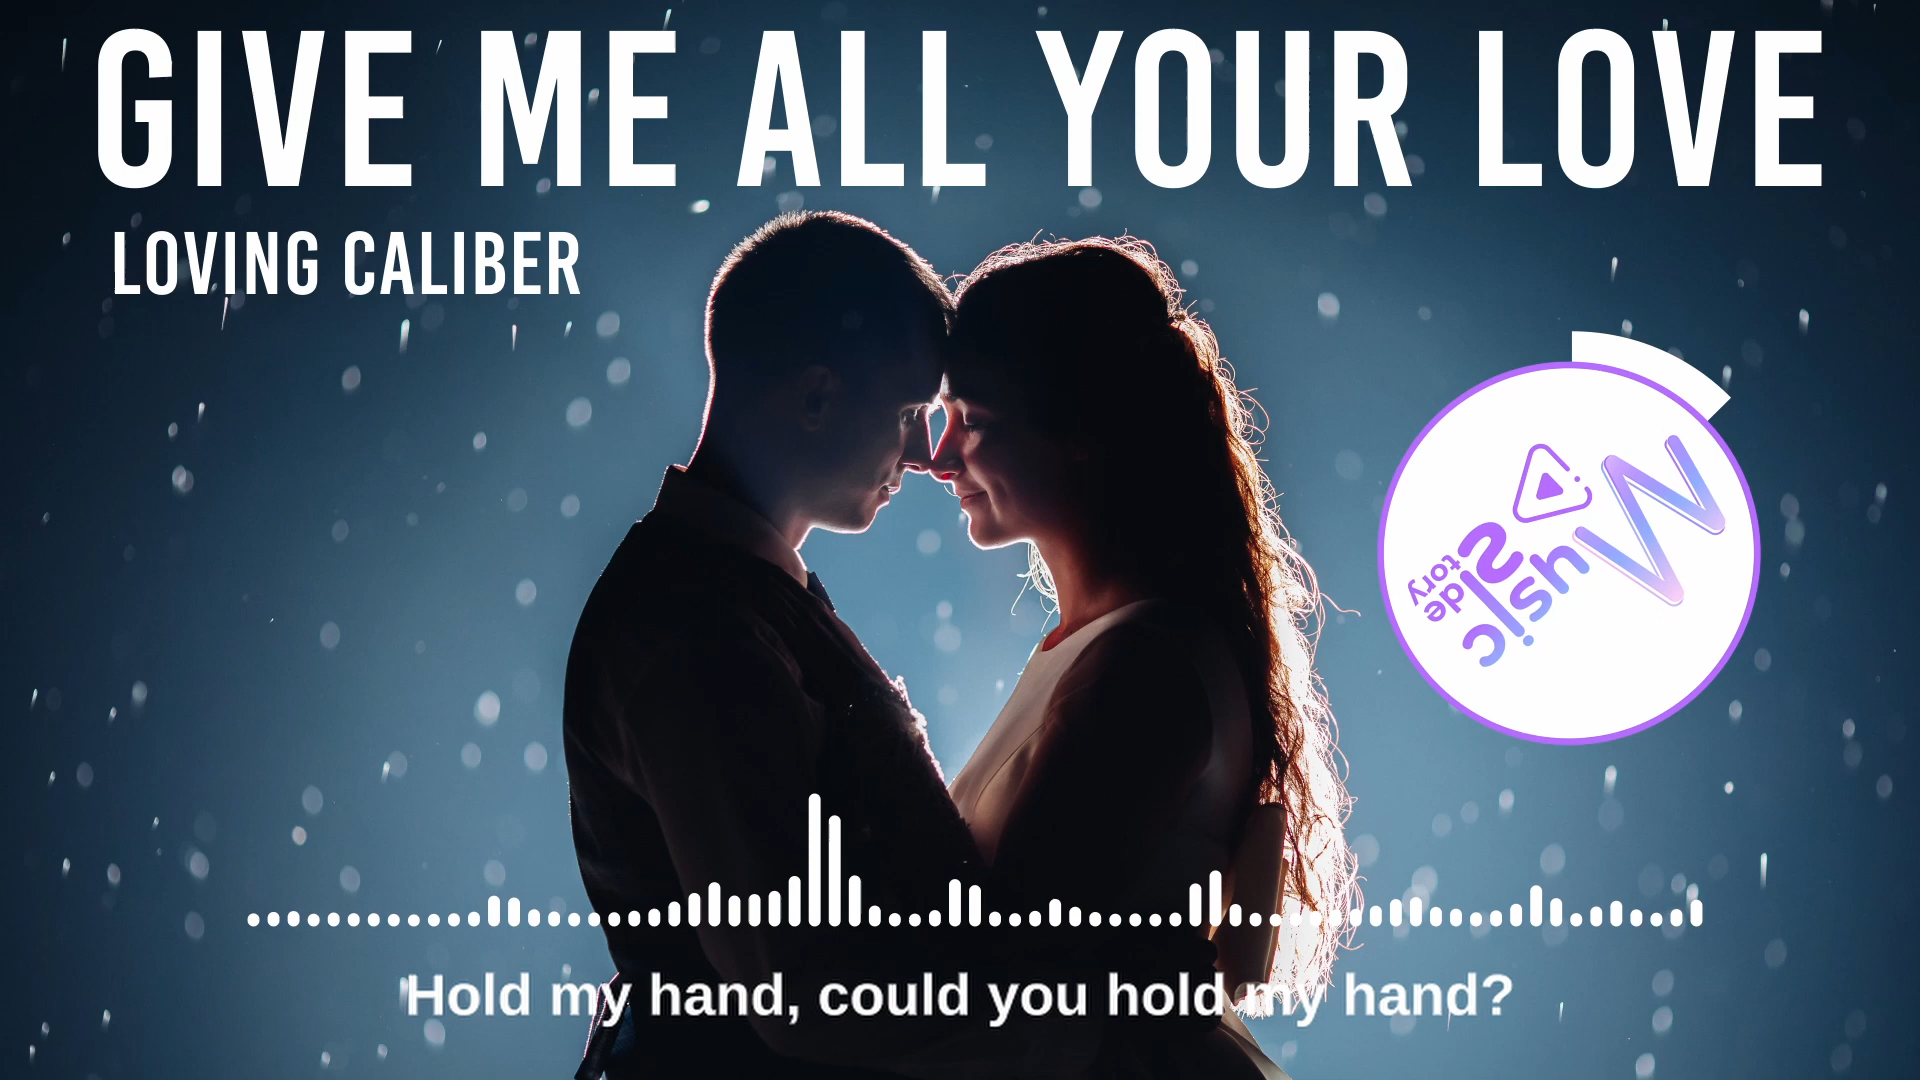 GIVE ME ALL YOUR LOVE
LOVING CALIBER
Music
Side
Story
Hold my hand, could you hold my hand?